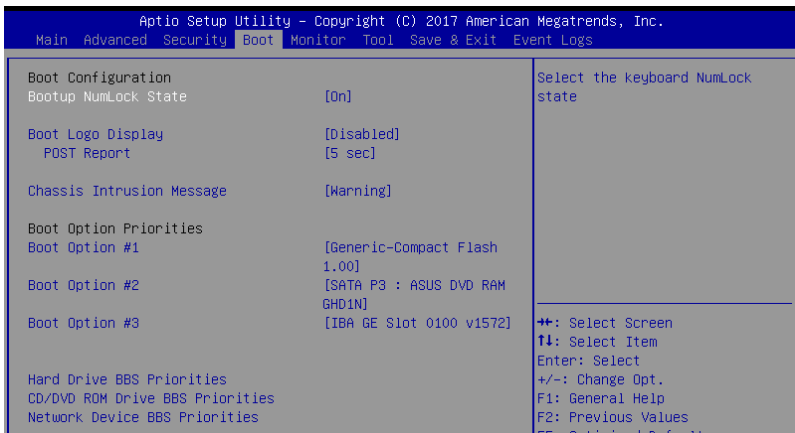 Aptio Setup Utility – Copyright (C) 2017 American Megatrends, Inc.
Main Advanced Security Boot Monitor Tool Save & Exit Event Logs
Boot Configuration
Bootup NumLock State [On]
Boot Logo Display [Disabled]
POST Report [5 sec]
Chassis Intrusion Message [Warning]
Boot Option Priorities
Boot Option #1 [Generic-Compact Flash
1.00]
Boot Option #2 [SATA P3 : ASUS DVD RAM
GHD1N]
Boot Option #3 [IBA GE Slot 0100 v1572]
Hard Drive BBS Priorities
CD/DVD ROM Drive BBS Priorities
Network Device BBS Priorities
Select the keyboard NumLock
state
→←: Select Screen
↑↓: Select Item
Enter: Select
+/-: Change Opt.
F1: General Help
F2: Previous Values